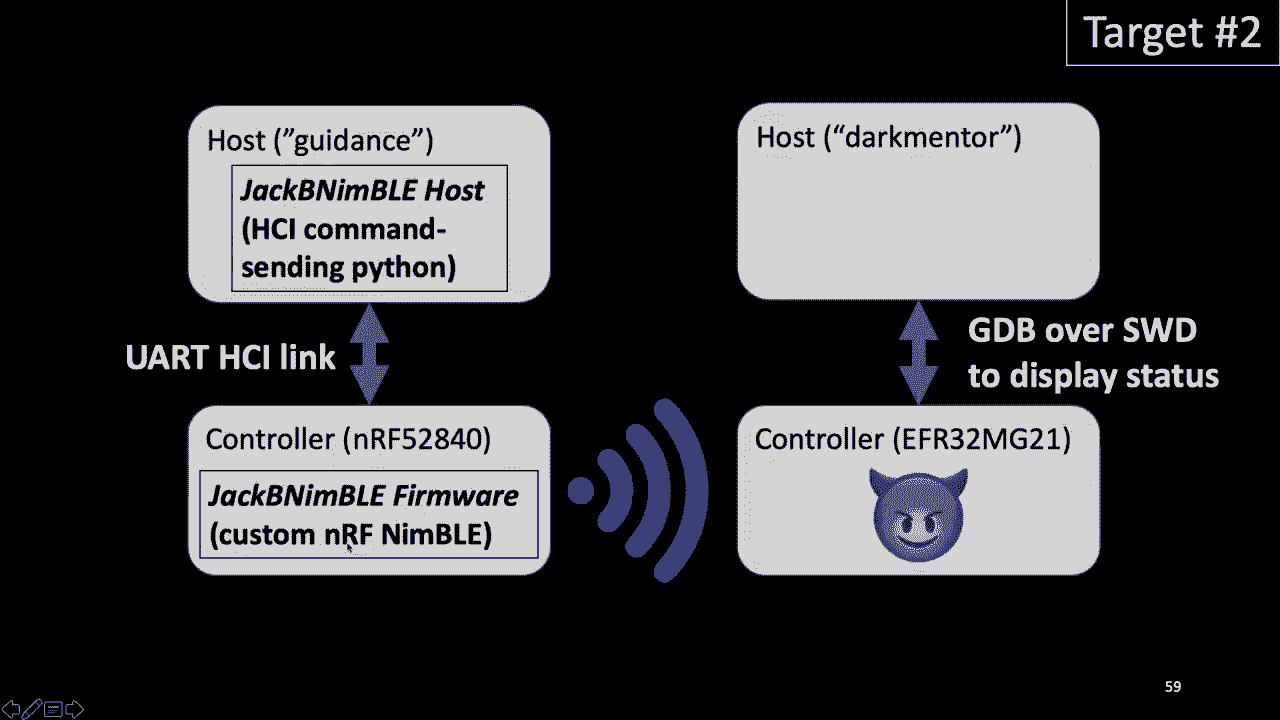 Target #2
Host (”guidance”)
JackBNimBLE Host
(HCI command-
sending python)
Host (“darkmentor”)
UART HCI link
GDB over SWD
to display status
Controller (nRF52840)
JackBNimBLE Firmware
(custom nRF NimBLE)
Controller (EFR32MG21)
59